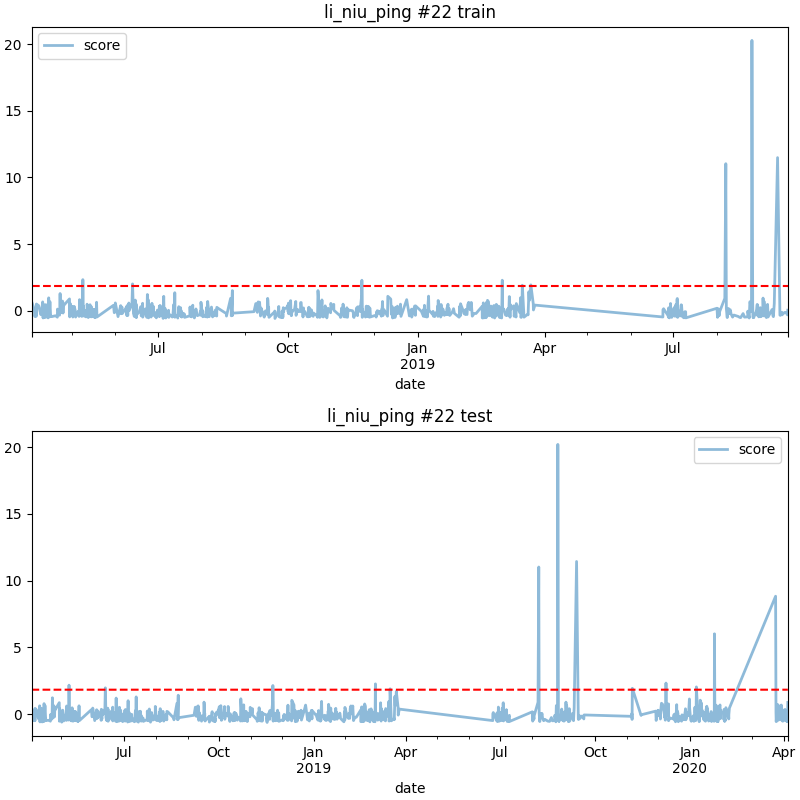 li_niu_ping #22 train
score
20
15
10
5
0
Jul
Oct
Jan
2019
Apr
Jul
date
li_niu_ping #22 test
score
20
15
10
5
0
Jul
Oct
Jan
2019
Apr
Jul
Oct
Jan
2020
Apr
date